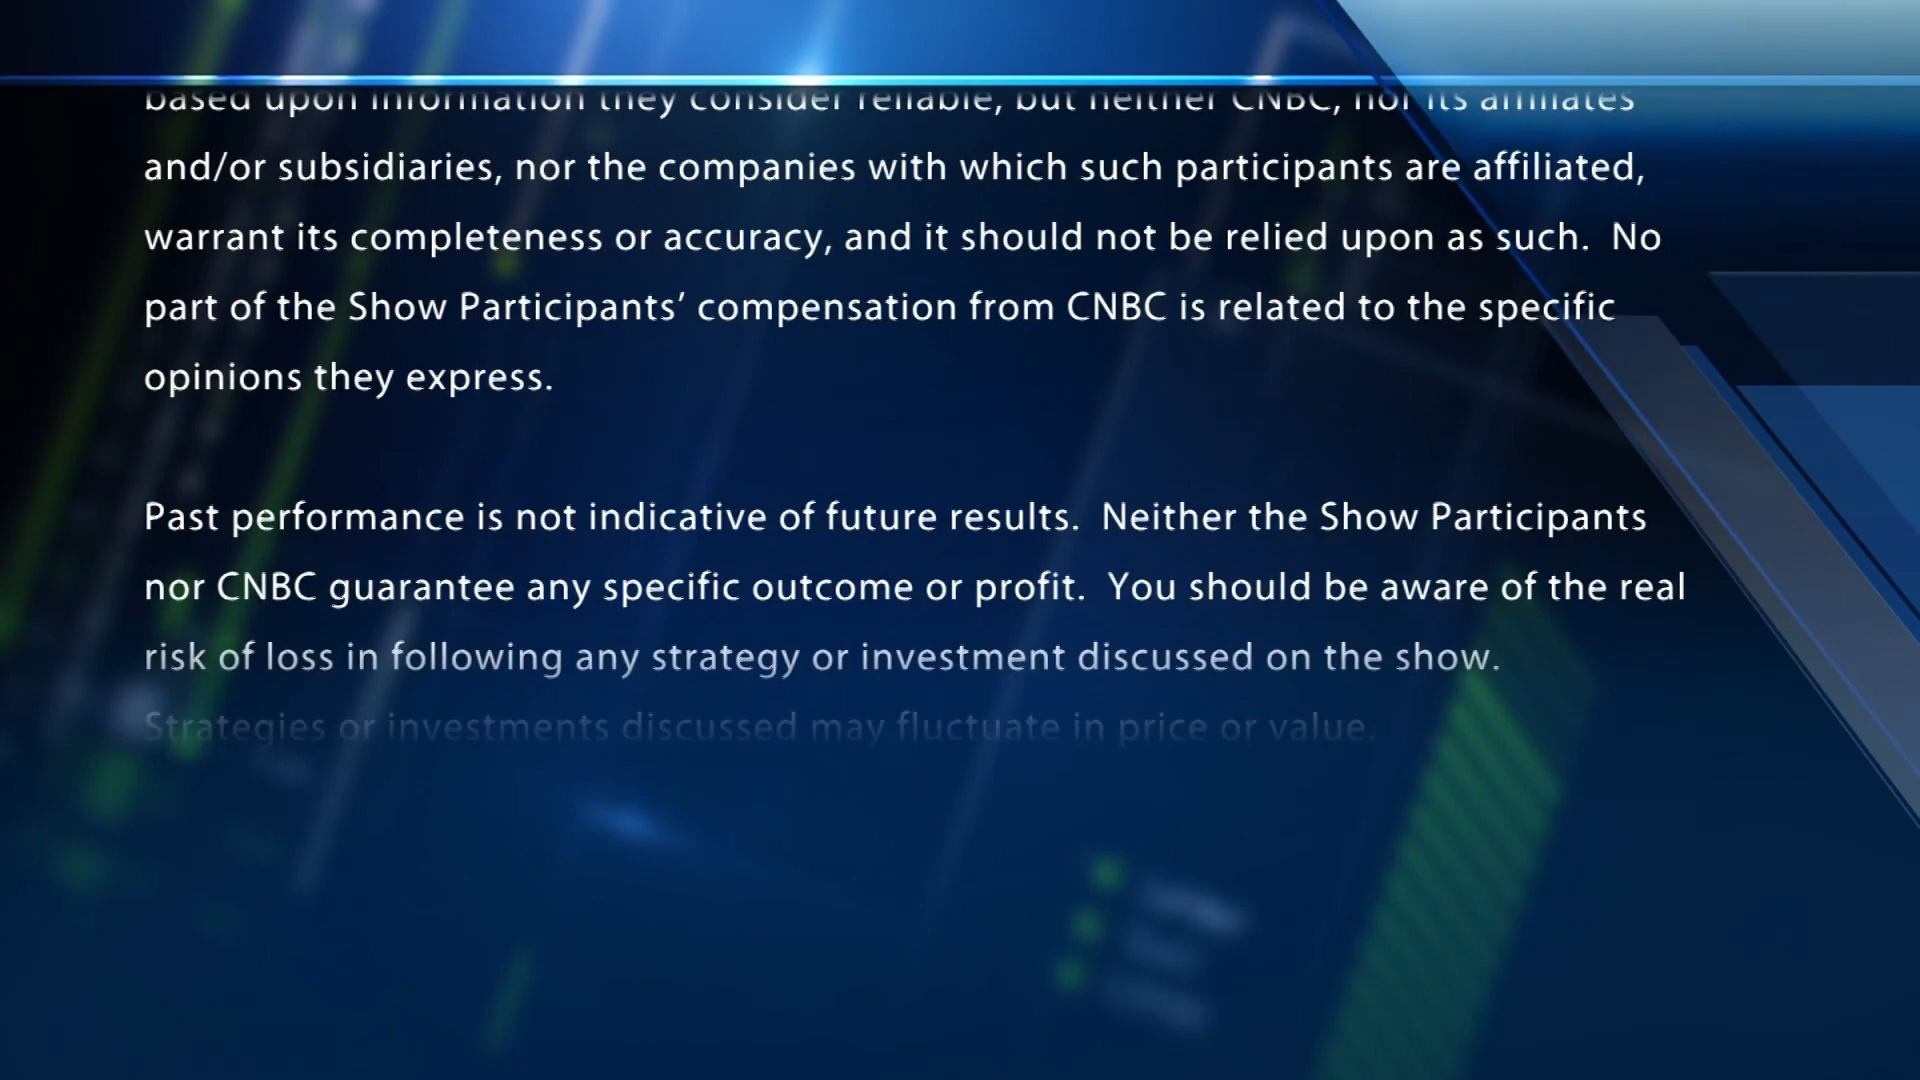 based upon information they consider reliable, but neither CNBC, nor its affiliates
and/or subsidiaries, nor the companies with which such participants are affiliated,
warrant its completeness or accuracy, and it should not be relied upon as such.  No
part of the Show Participants’ compensation from CNBC is related to the specific
opinions they express.
Past performance is not indicative of future results.  Neither the Show Participants
nor CNBC guarantee any specific outcome or profit.  You should be aware of the real
risk of loss in following any strategy or investment discussed on the show.
Strategies or investments discussed may fluctuate in price or value.